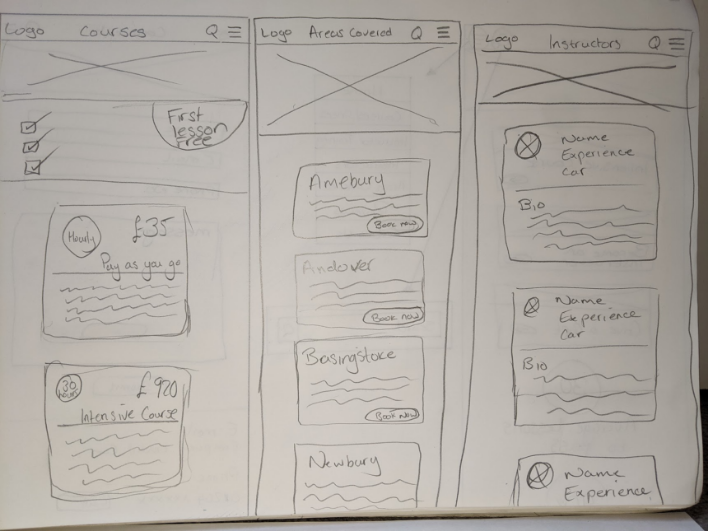 Logo Courses Q
First
lesson
Free
Hourly £35
Pay as you go
30
hours
£920
Intensive Course
Logo Areas Covered Q
Amebury
Book now
Andover
Book now
Basingstoke
Book now
Newbury
Logo Instructors Q
Name
Experience
Car
Bio
Name
Experience
Car
Bio
Name
Experience